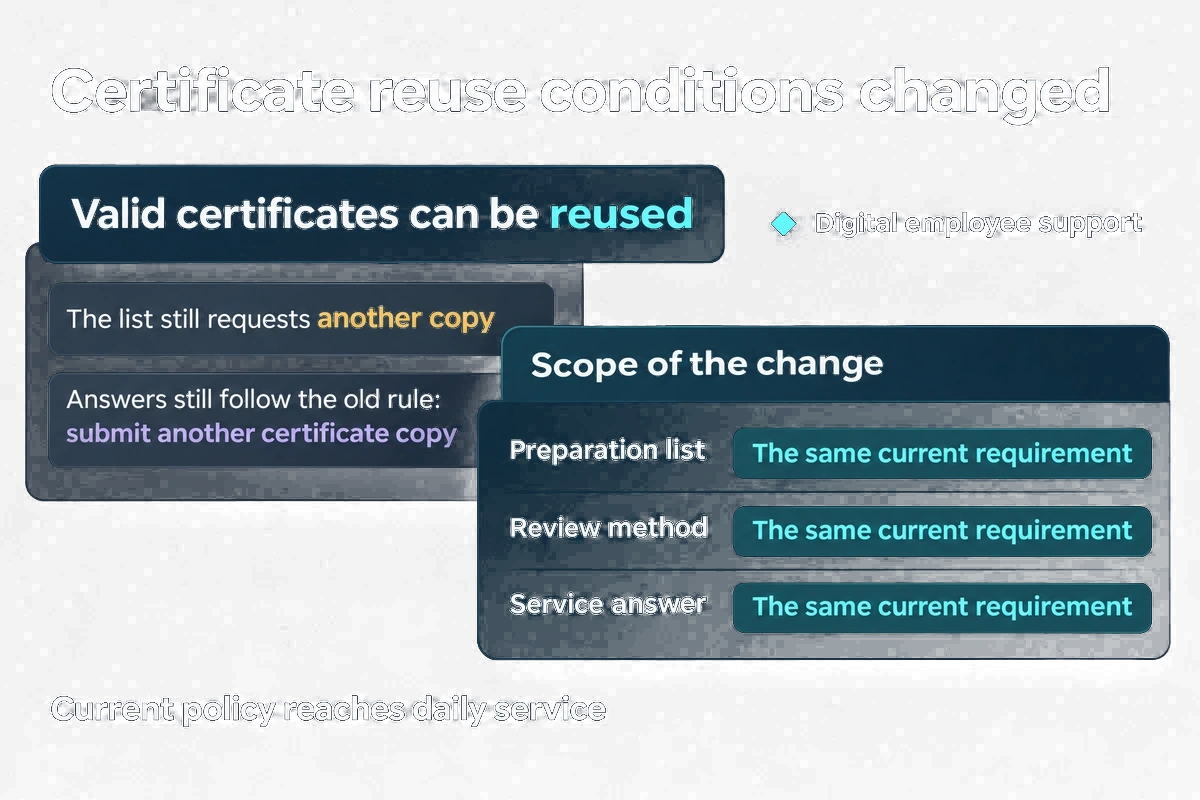 Certificate reuse conditions changed
Valid certificates can be reused
Digital employee support
The list still requests another copy
Answers still follow the old rule:
submit another certificate copy
Scope of the change
Preparation list The same current requirement
Review method The same current requirement
Service answer The same current requirement
Current policy reaches daily service